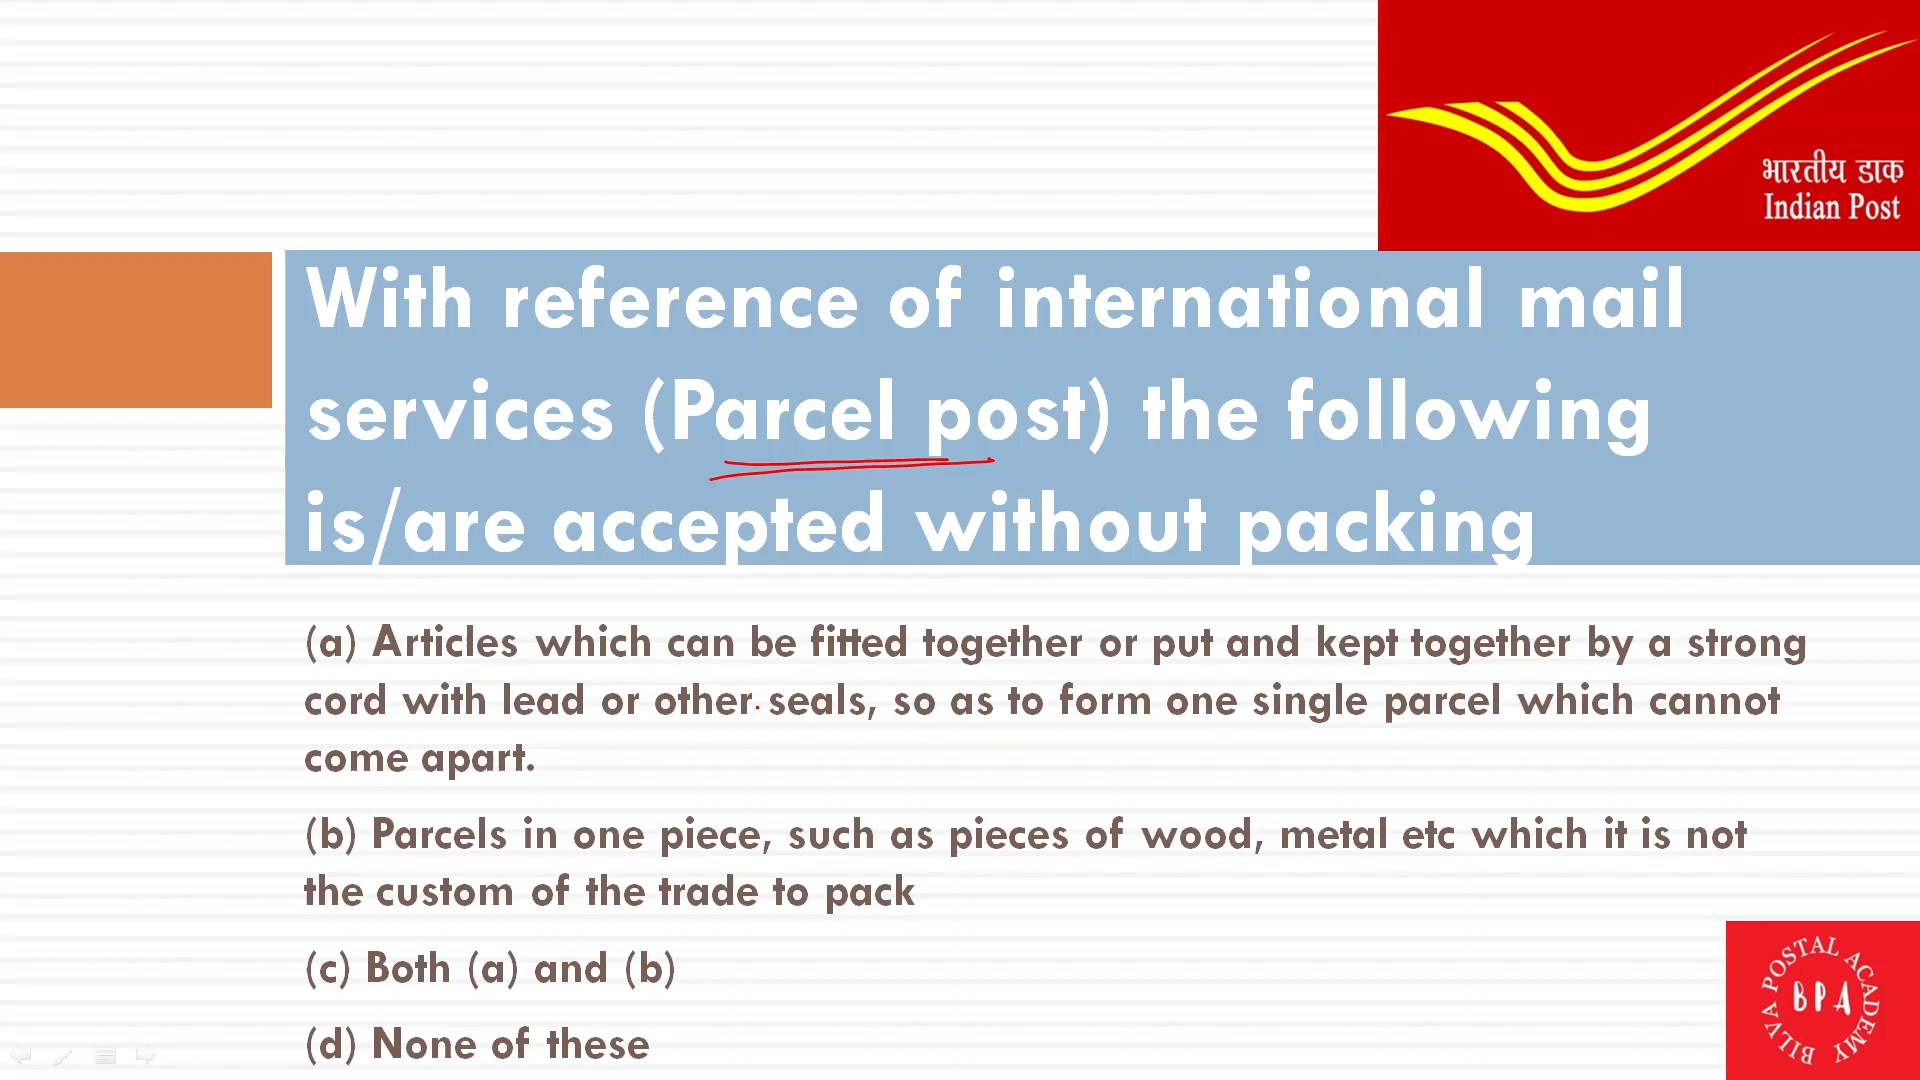 भारतीय डाक
Indian Post
With reference of international mail
services (Parcel post) the following
is/are accepted without packing
(a) Articles which can be fitted together or put and kept together by a strong
cord with lead or other seals, so as to form one single parcel which cannot
come apart.
(b) Parcels in one piece, such as pieces of wood, metal etc which it is not
the custom of the trade to pack
(c) Both (a) and (b)
(d) None of these
BILVA POSTAL ACADEMY
BPA